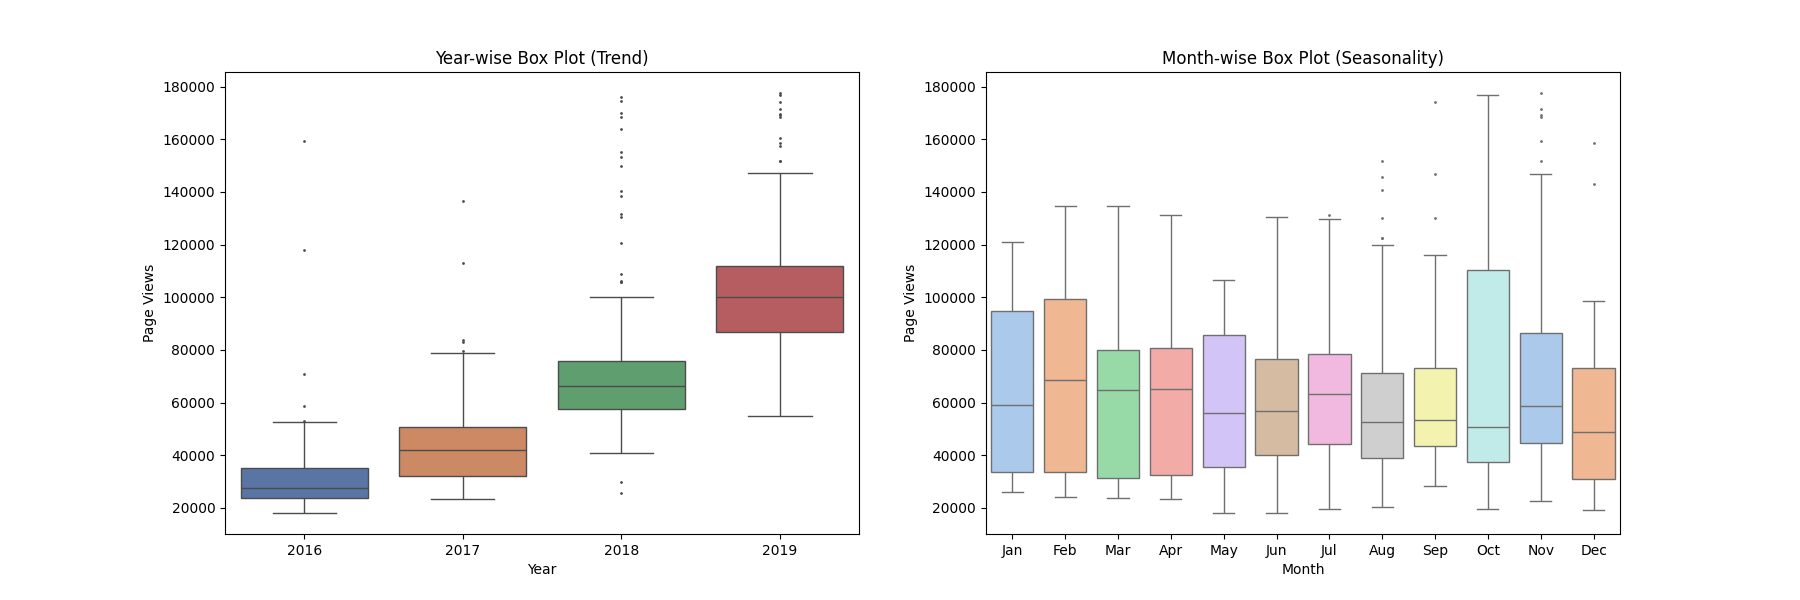 Year-wise Box Plot (Trend)
Page Views
180000
160000
140000
120000
100000
80000
60000
40000
20000
2016 2017 2018 2019
Year
Month-wise Box Plot (Seasonality)
Page Views
180000
160000
140000
120000
100000
80000
60000
40000
20000
Jan Feb Mar Apr May Jun Jul Aug Sep Oct Nov Dec
Month